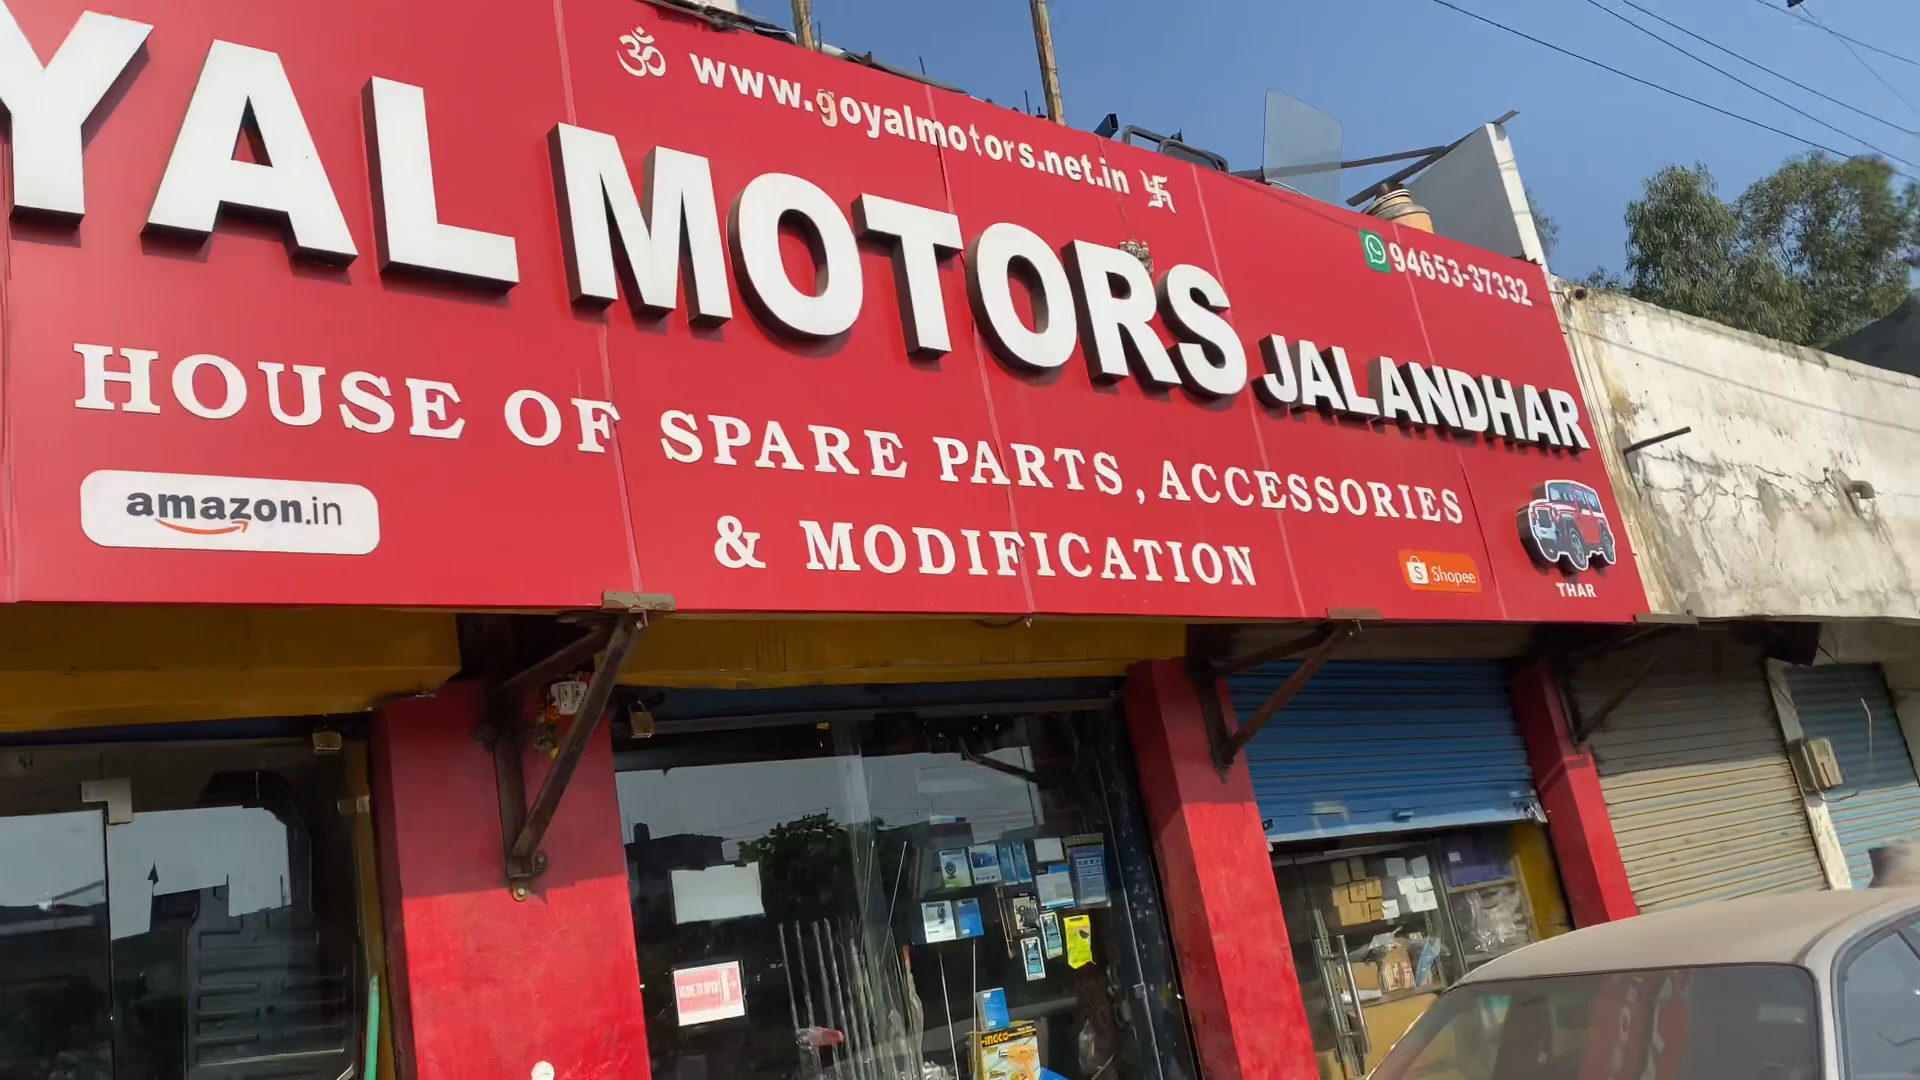 ॐ www.goyalmotors.net.in 卐
94653-37332
YAL MOTORS JALANDHAR
HOUSE OF SPARE PARTS, ACCESSORIES
& MODIFICATION
amazon.in
Shopee
THAR
INGCO